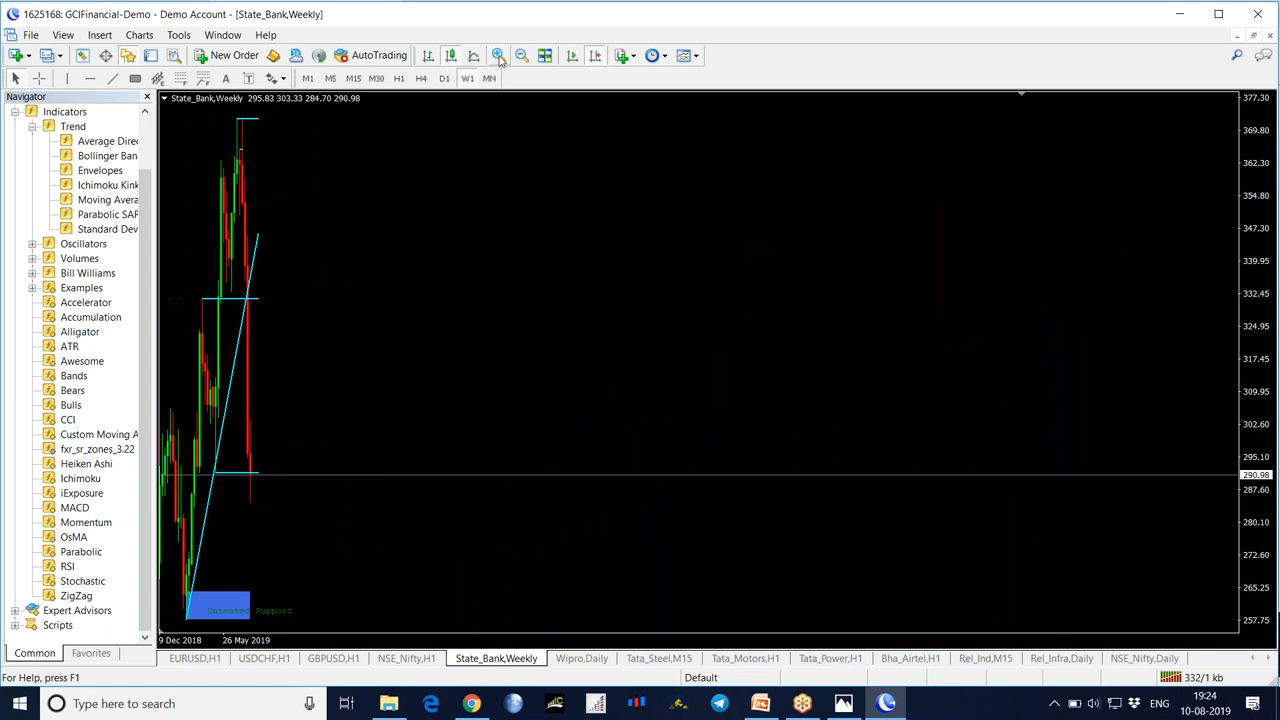 1625168: GCIFinancial-Demo - Demo Account - [State_Bank,Weekly]
File View Insert Charts Tools Window Help
New Order AutoTrading
A T M1 M5 M15 M30 H1 H4 D1 W1 MN
Navigator
Indicators
Trend
Average Direc
Bollinger Ban
Envelopes
Ichimoku Kink
Moving Avera
Parabolic SAR
Standard Dev
Oscillators
Volumes
Bill Williams
Examples
Accelerator
Accumulation
Alligator
ATR
Awesome
Bands
Bears
Bulls
CCI
Custom Moving A
fxr_sr_zones_3.22
Heiken Ashi
Ichimoku
iExposure
MACD
Momentum
OsMA
Parabolic
RSI
Stochastic
ZigZag
Expert Advisors
Scripts
Common Favorites
State_Bank,Weekly 295.83 303.33 284.70 290.98
Untested Support
377.30
369.80
362.30
354.80
347.30
339.95
332.45
324.95
317.45
309.95
302.60
295.10
290.98
287.60
280.10
272.60
265.25
257.75
9 Dec 2018 26 May 2019
EURUSD,H1 USDCHF,H1 GBPUSD,H1 NSE_Nifty,H1 State_Bank,Weekly Wipro,Daily Tata_Steel,M15 Tata_Motors,H1 Tata_Power,H1 Bha_Airtel,H1 Rel_Ind,M15 Rel_Infra,Daily NSE_Nifty,Daily
For Help, press F1 Default 332/1 kb
Type here to search
ENG
19:24
10-08-2019